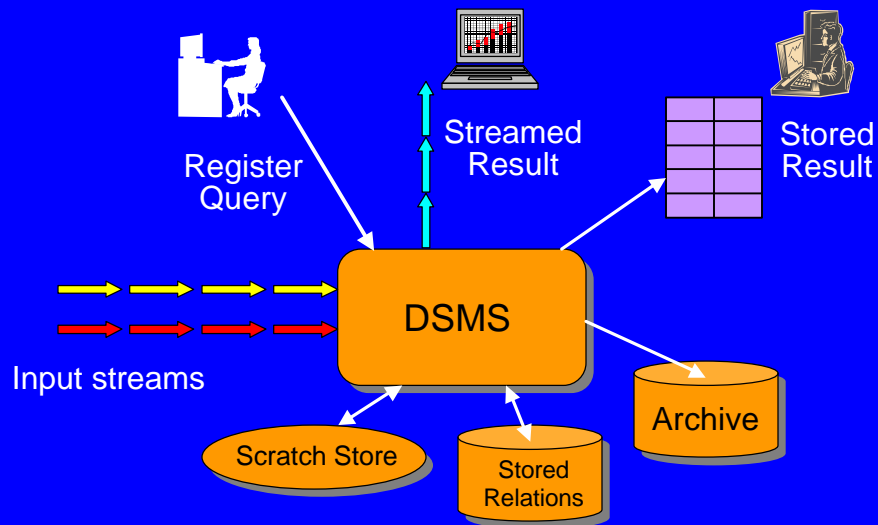 Register
Query
Streamed
Result
Stored
Result
DSMS
Input streams
Scratch Store
Stored
Relations
Archive